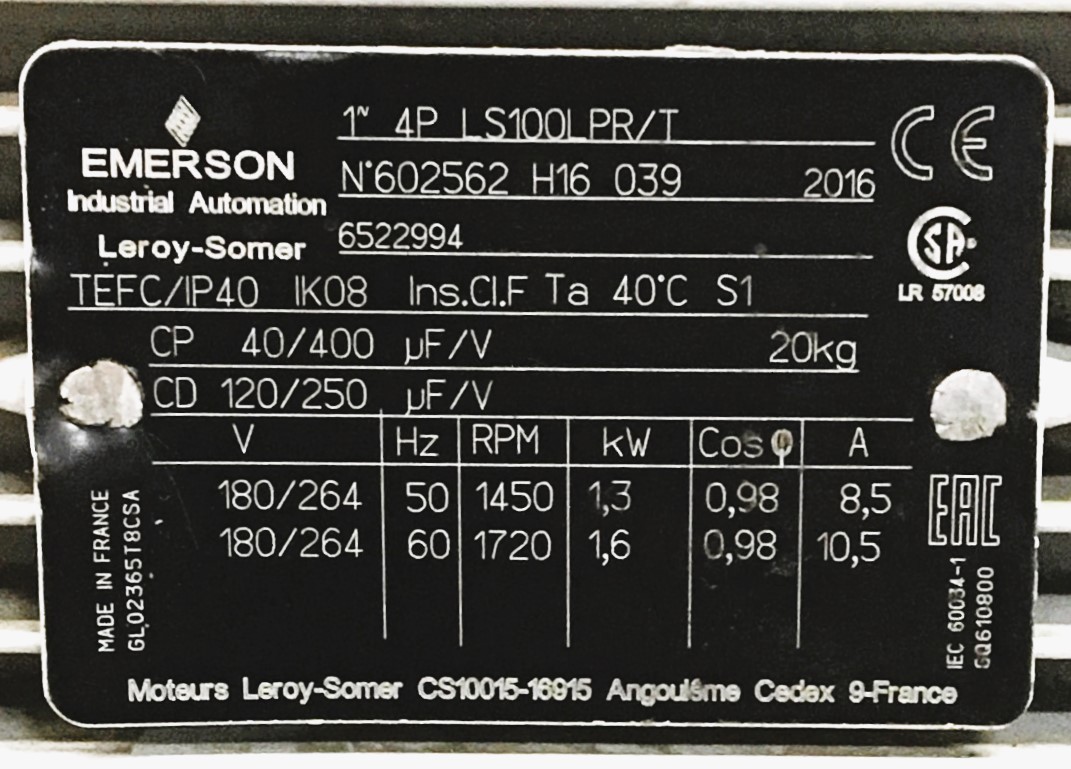 1~ 4P LS100LPR/T
EMERSON
N°602562 H16 039 2016
Industrial Automation
Leroy-Somer
6522994
CE
SA
LR 57008
TEFC/IP40 IK08 Ins.Cl.F Ta 40°C S1
CP 40/400 µF/V 20kg
CD 120/250 µF/V
V Hz RPM kW Cos φ A
180/264 50 1450 1,3 0,98 8,5
180/264 60 1720 1,6 0,98 10,5
MADE IN FRANCE
GL02365T8CSA
EAC
IEC 60034-1
GQ610800
Moteurs Leroy-Somer CS10015-16915 Angoulême Cedex 9-France